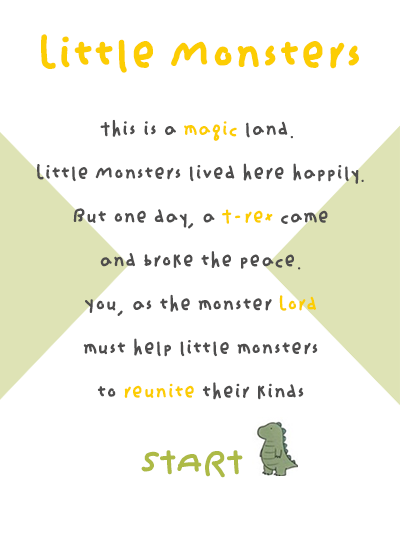 Little Monsters
this is a magic land.
Little Monsters lived here happily.
But one day, a t-rex came
and broke the peace.
you, as the monster Lord
must help little monsters
to reunite their kinds
START